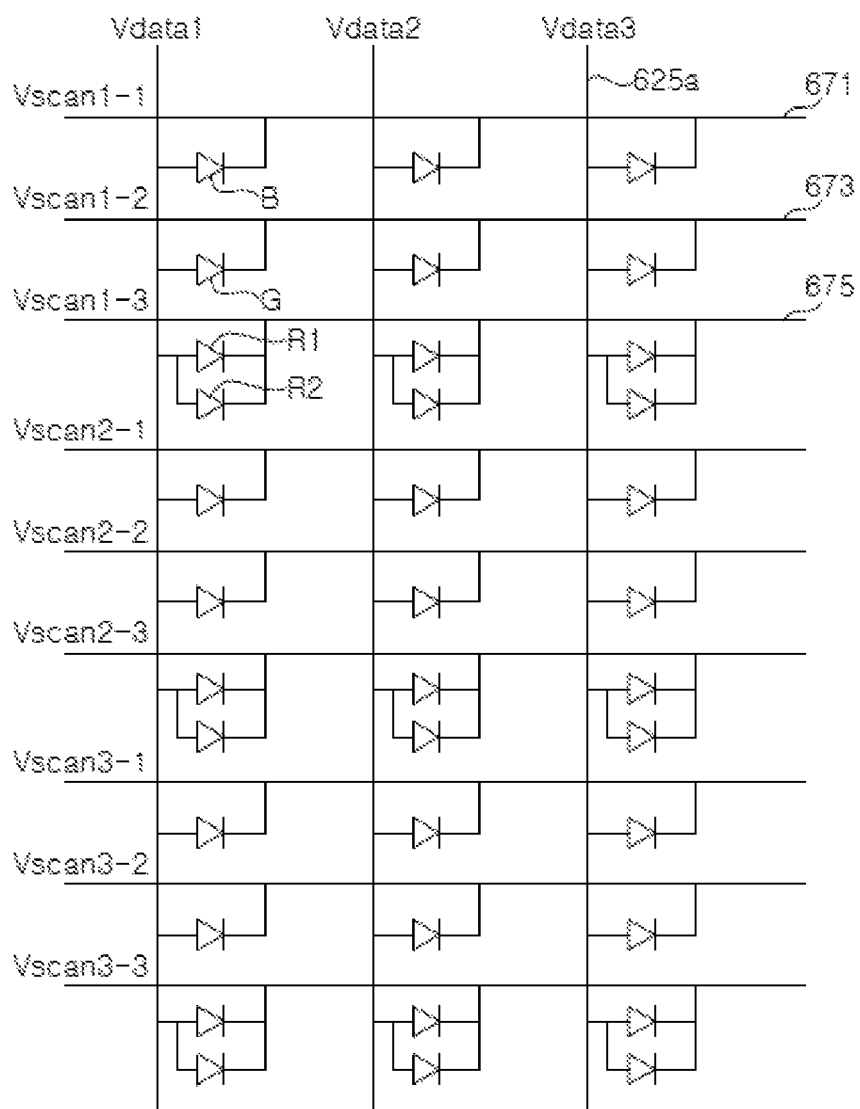 Vdata1 Vdata2 Vdata3
625a
671
Vscan1-1
B
Vscan1-2
673
G
Vscan1-3
675
R1
R2
Vscan2-1
Vscan2-2
Vscan2-3
Vscan3-1
Vscan3-2
Vscan3-3